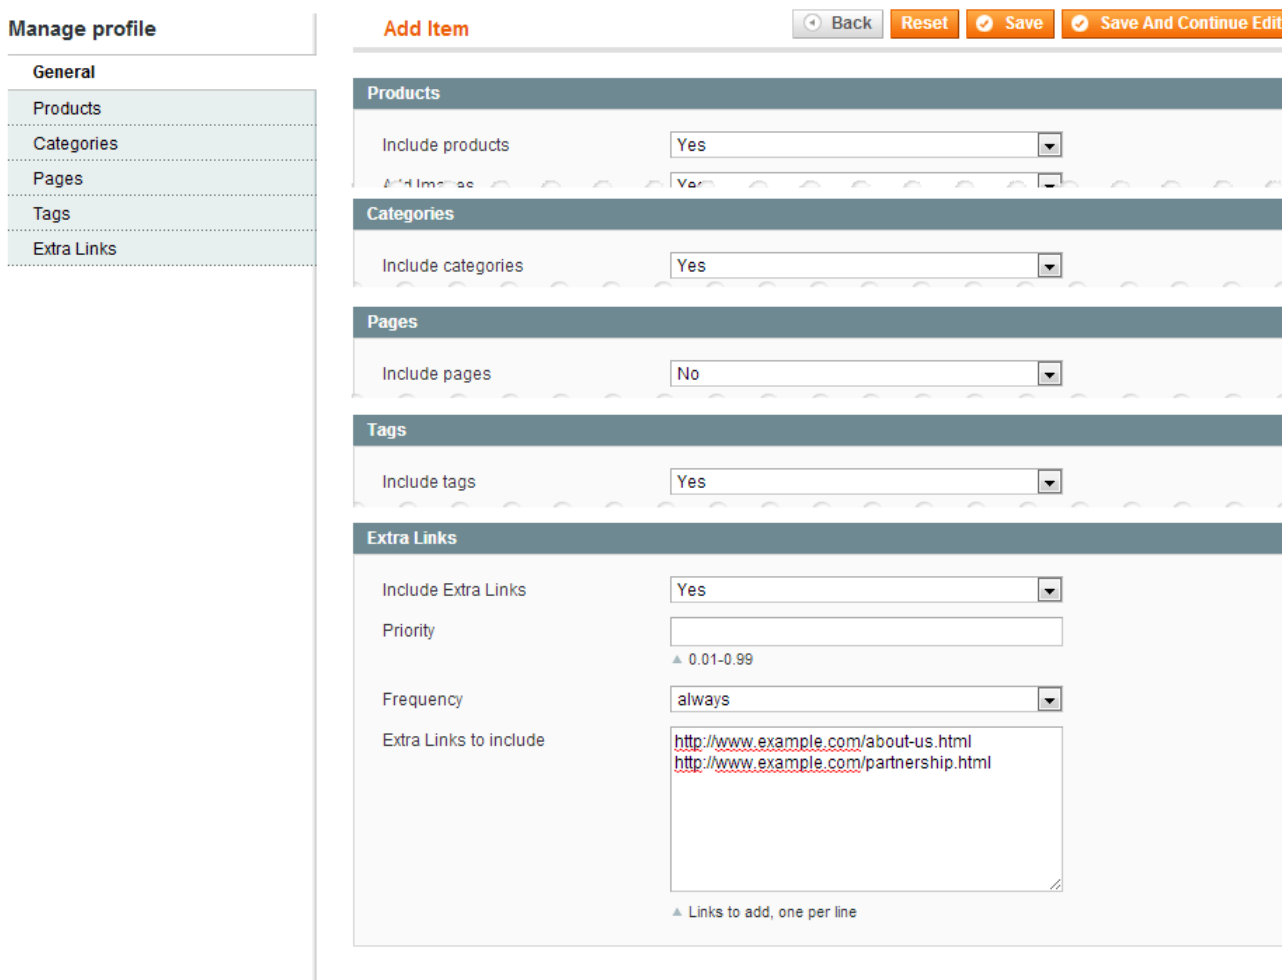 Manage profile
General
Products
Categories
Pages
Tags
Extra Links
Add Item
Back Reset Save Save And Continue Edit
Products
Include products Yes
Add Images Yes
Categories
Include categories Yes
Pages
Include pages No
Tags
Include tags Yes
Extra Links
Include Extra Links Yes
Priority
0.01-0.99
Frequency always
Extra Links to include http://www.example.com/about-us.html
http://www.example.com/partnership.html
Links to add, one per line